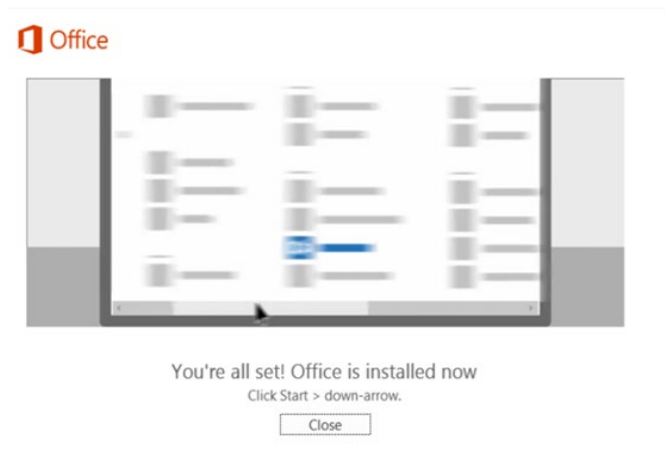 Office
You're all set! Office is installed now
Click Start > down-arrow.
Close